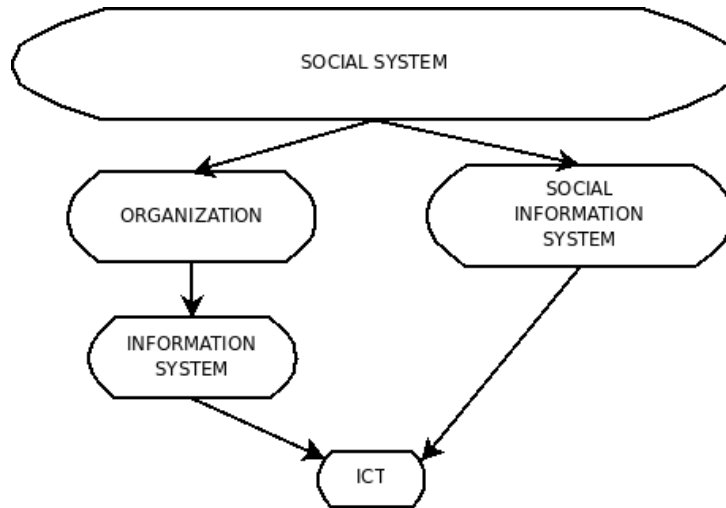 SOCIAL SYSTEM
ORGANIZATION
SOCIAL
INFORMATION
SYSTEM
INFORMATION
SYSTEM
ICT